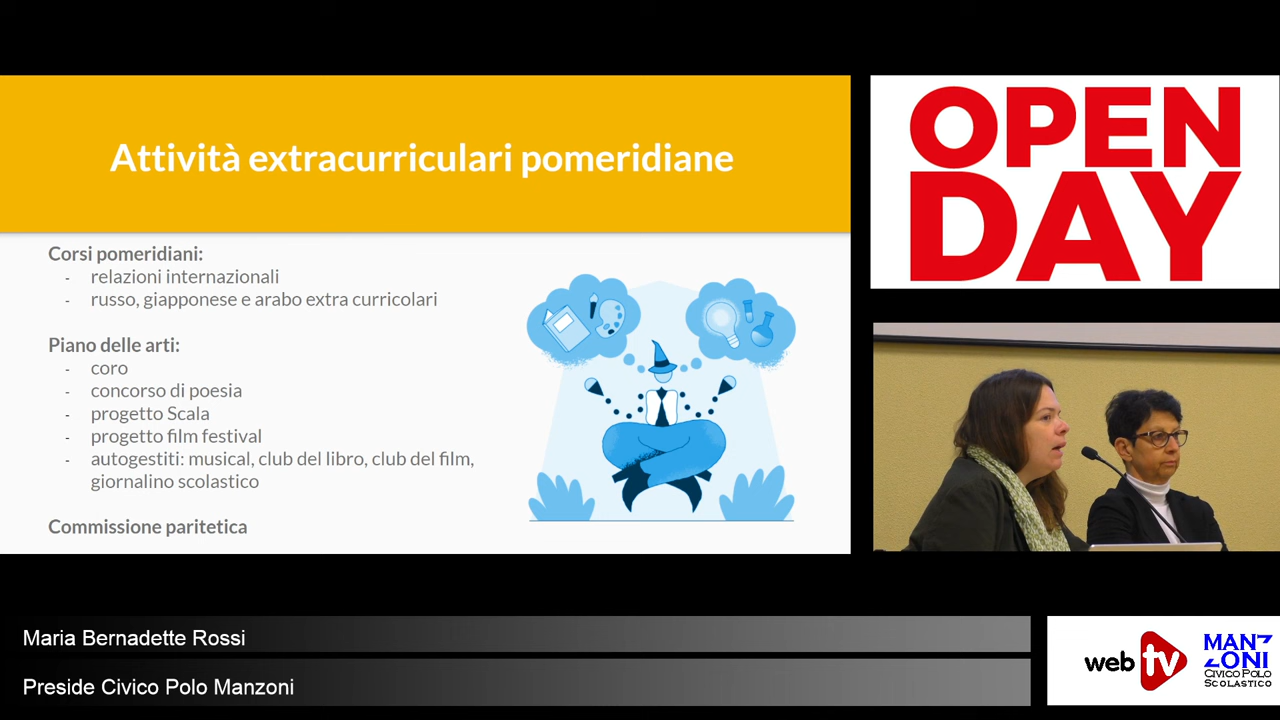 Attività extracurriculari pomeridiane
Corsi pomeridiani:
- relazioni internazionali
- russo, giapponese e arabo extra curricolari
Piano delle arti:
- coro
- concorso di poesia
- progetto Scala
- progetto film festival
- autogestiti: musical, club del libro, club del film,
giornalino scolastico
Commissione paritetica
OPEN
DAY
Maria Bernadette Rossi
Preside Civico Polo Manzoni
web tv
MANZ
ZONI
CIVICO POLO
SCOLASTICO